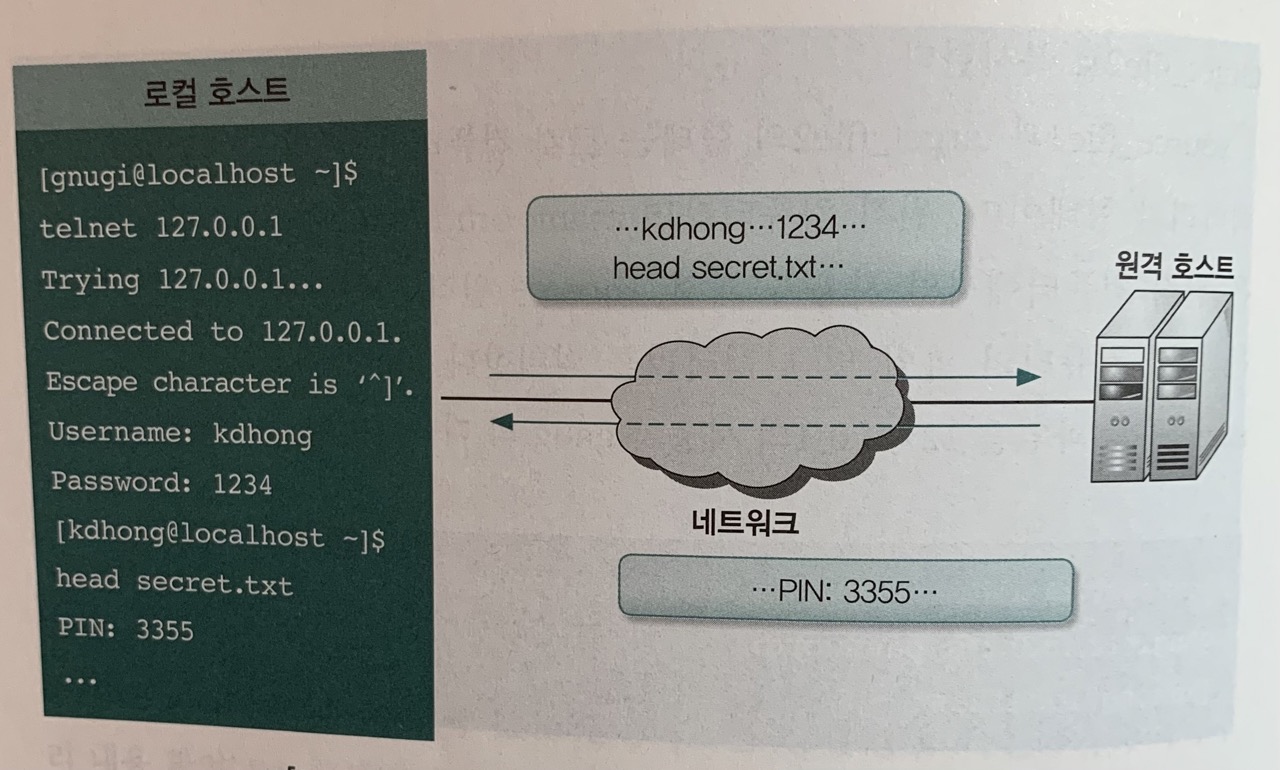 로컬 호스트
[gnugi@localhost ~]$
telnet 127.0.0.1
Trying 127.0.0.1...
Connected to 127.0.0.1.
Escape character is ‘^]’.
Username: kdhong
Password: 1234
[kdhong@localhost ~]$
head secret.txt
PIN: 3355
...
…kdhong…1234…
head secret.txt…
원격 호스트
네트워크
…PIN: 3355…